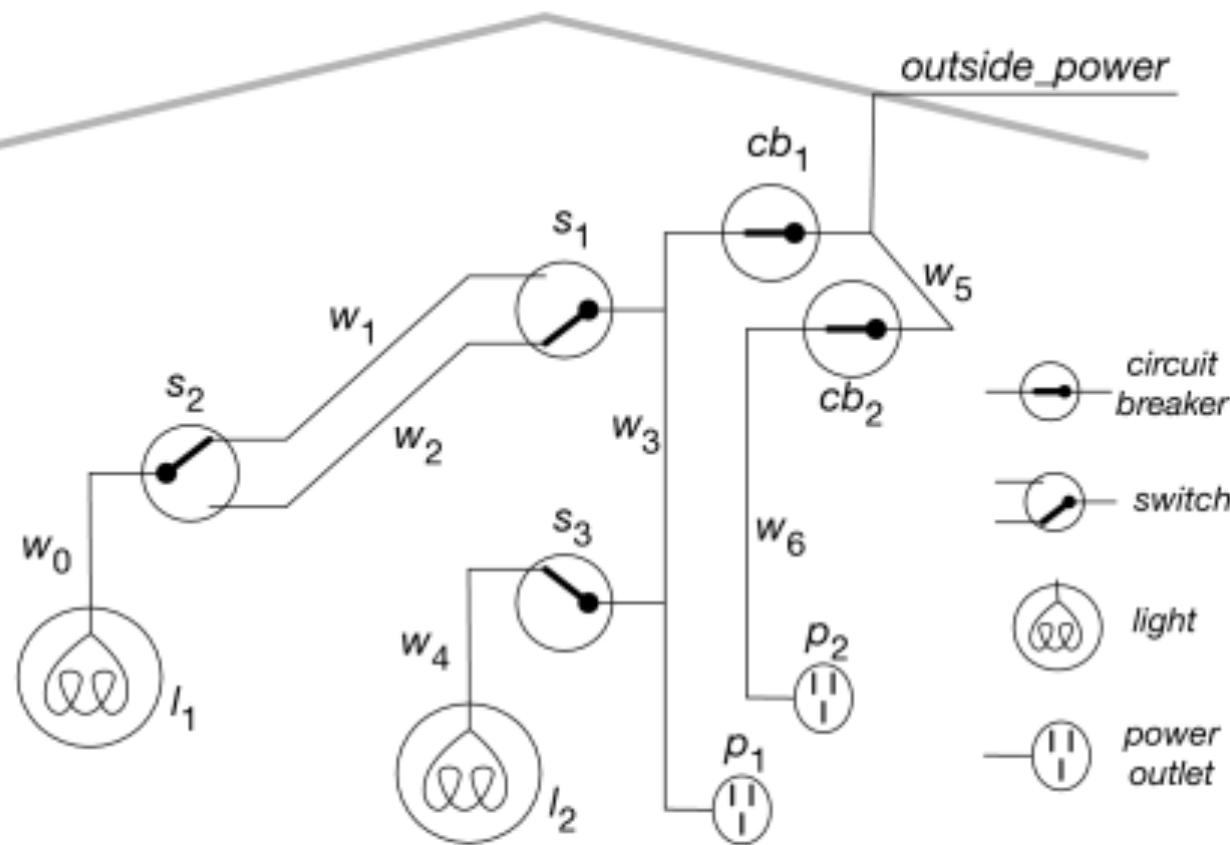 outside_power
cb1
s1
w5
w1
cb2
circuit
breaker
s2
w2
w3
switch
s3
w0
w6
light
w4
p2
l1
p1
power
outlet
l2